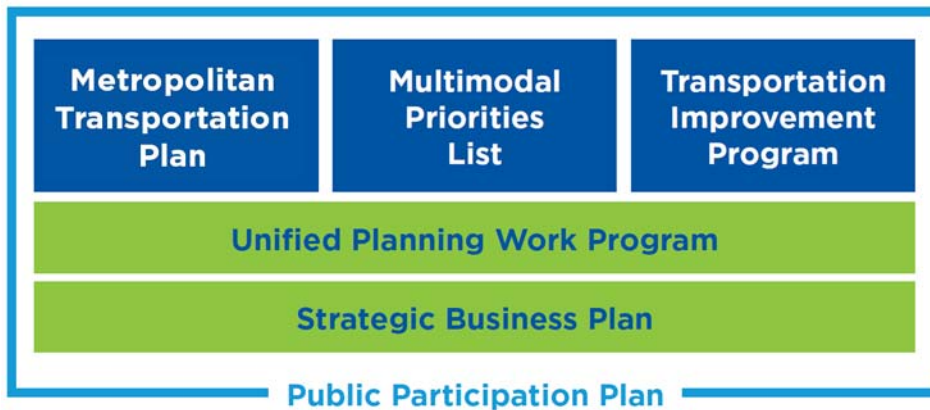 Metropolitan
Transportation
Plan
Multimodal
Priorities
List
Transportation
Improvement
Program
Unified Planning Work Program
Strategic Business Plan
Public Participation Plan